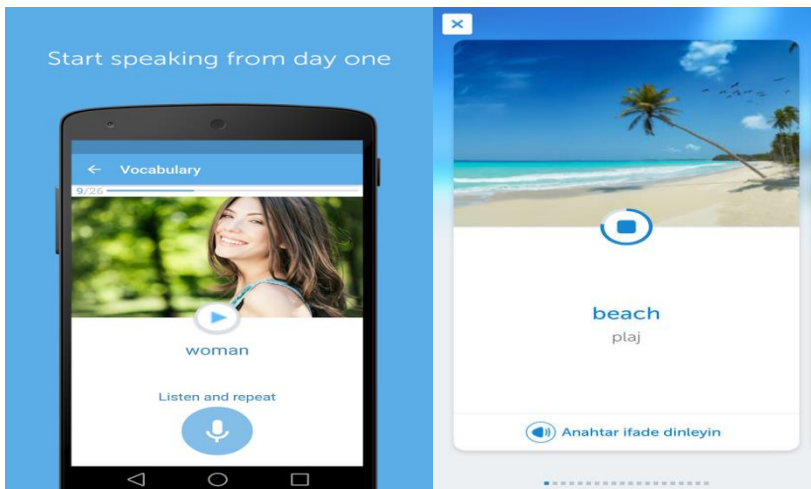 Start speaking from day one
Vocabulary
9/26
woman
Listen and repeat
beach
plaj
Anahtar ifade dinleyin